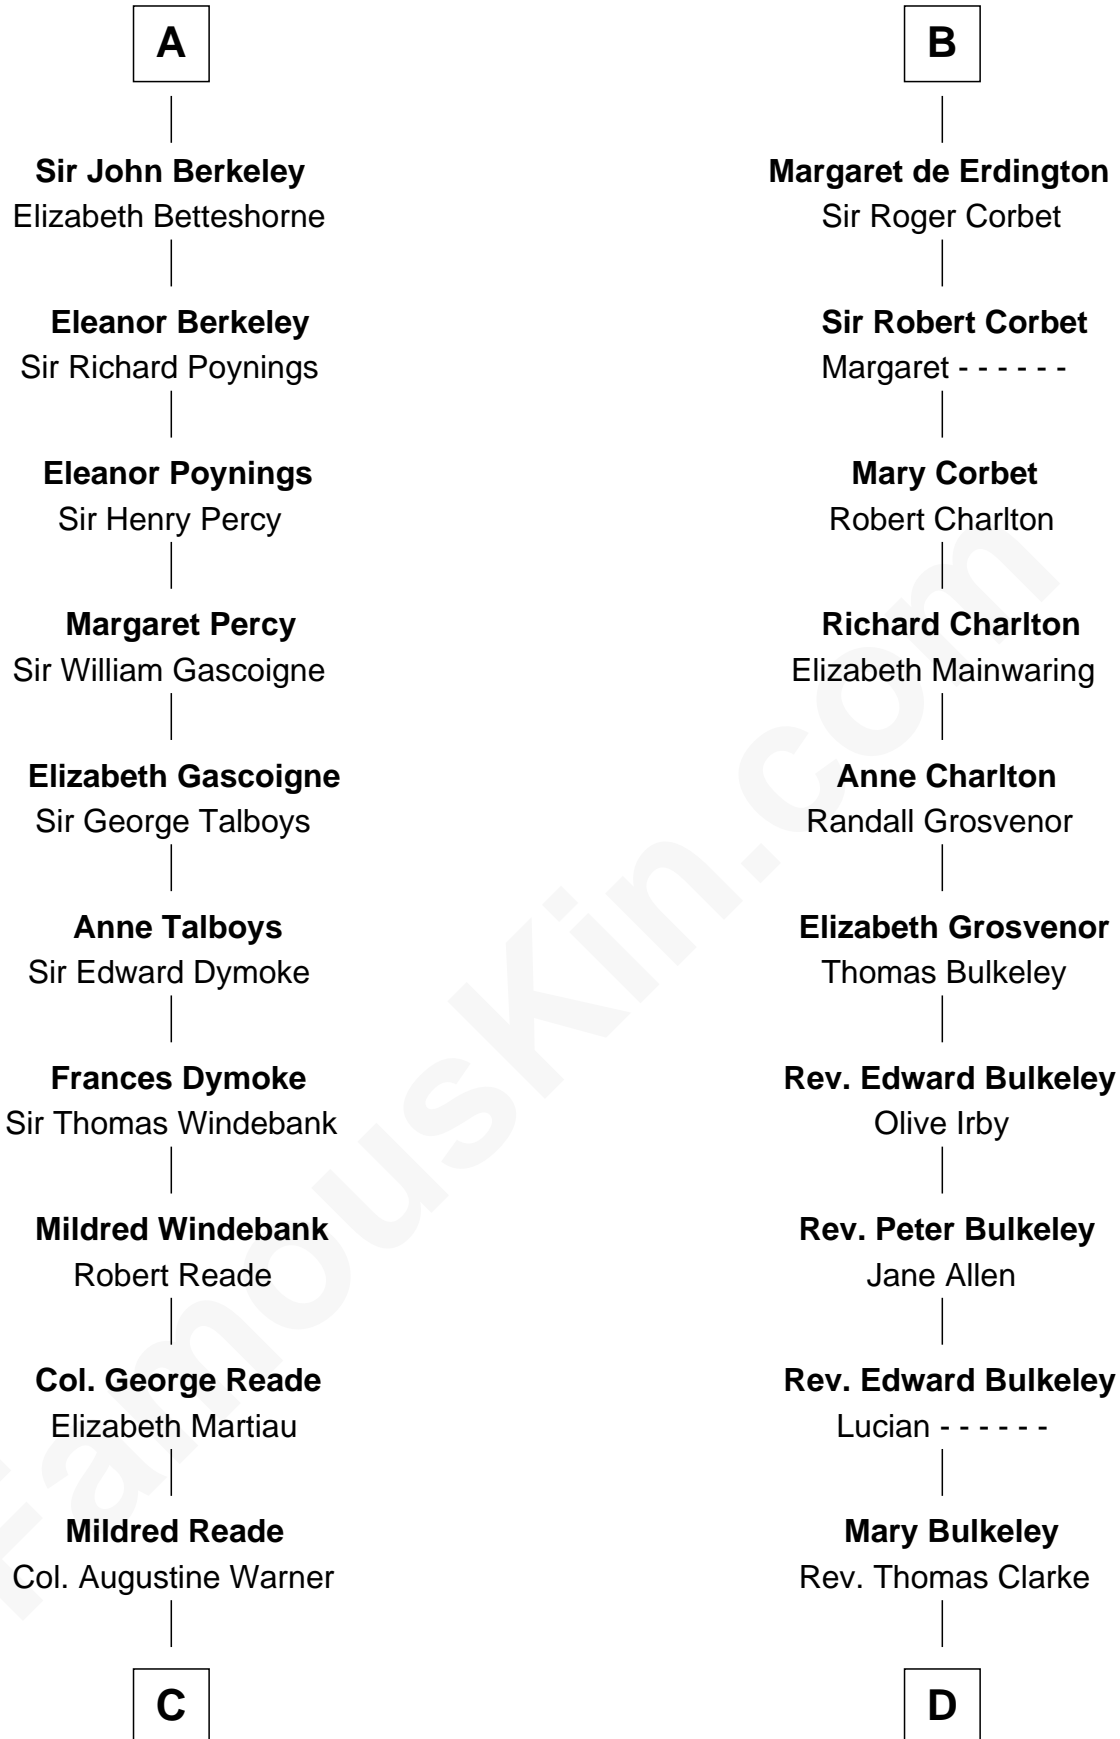 A
Sir John Berkeley
Elizabeth Betteshorne
Eleanor Berkeley
Sir Richard Poynings
Eleanor Poynings
Sir Henry Percy
Margaret Percy
Sir William Gascoigne
Elizabeth Gascoigne
Sir George Talboys
Anne Talboys
Sir Edward Dymoke
Frances Dymoke
Sir Thomas Windebank
Mildred Windebank
Robert Reade
Col. George Reade
Elizabeth Martiau
Mildred Reade
Col. Augustine Warner
C
B
Margaret de Erdington
Sir Roger Corbet
Sir Robert Corbet
Margaret - - - - - -
Mary Corbet
Robert Charlton
Richard Charlton
Elizabeth Mainwaring
Anne Charlton
Randall Grosvenor
Elizabeth Grosvenor
Thomas Bulkeley
Rev. Edward Bulkeley
Olive Irby
Rev. Peter Bulkeley
Jane Allen
Rev. Edward Bulkeley
Lucian - - - - - -
Mary Bulkeley
Rev. Thomas Clarke
D
FamousKin.com